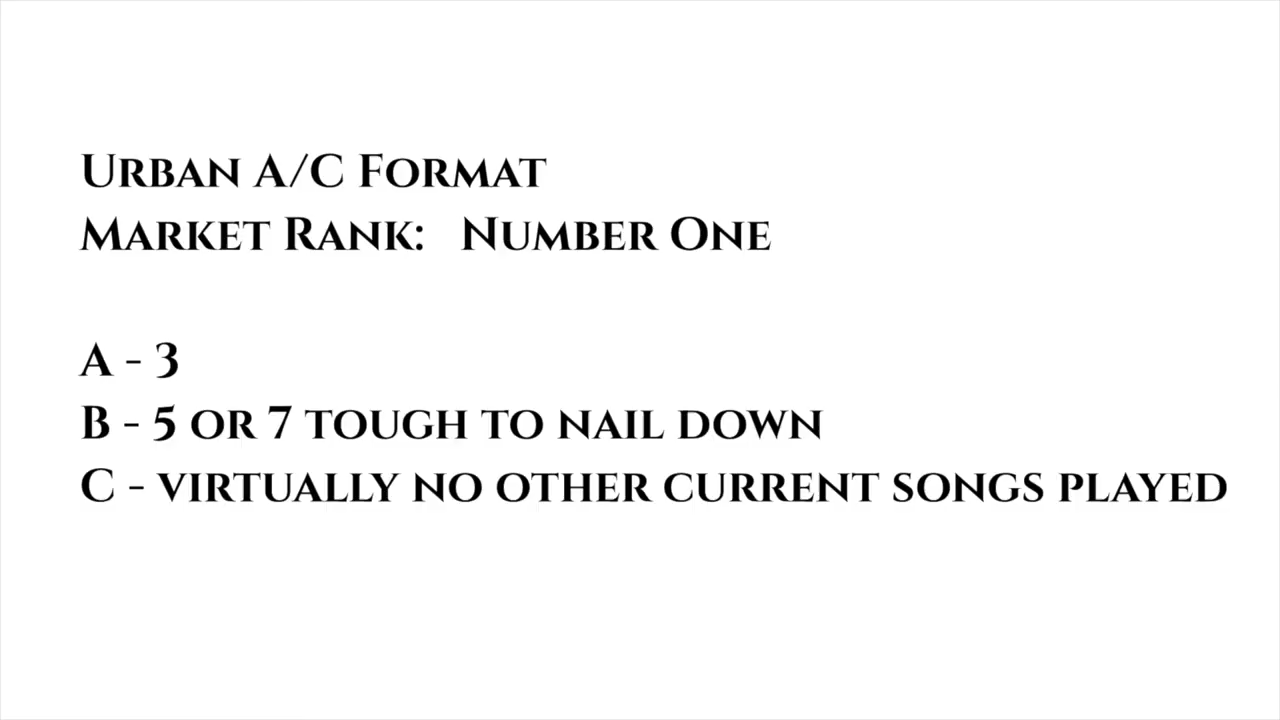 Urban A/C Format
Market Rank: Number One
A - 3
B - 5 or 7 tough to nail down
C - virtually no other current songs played